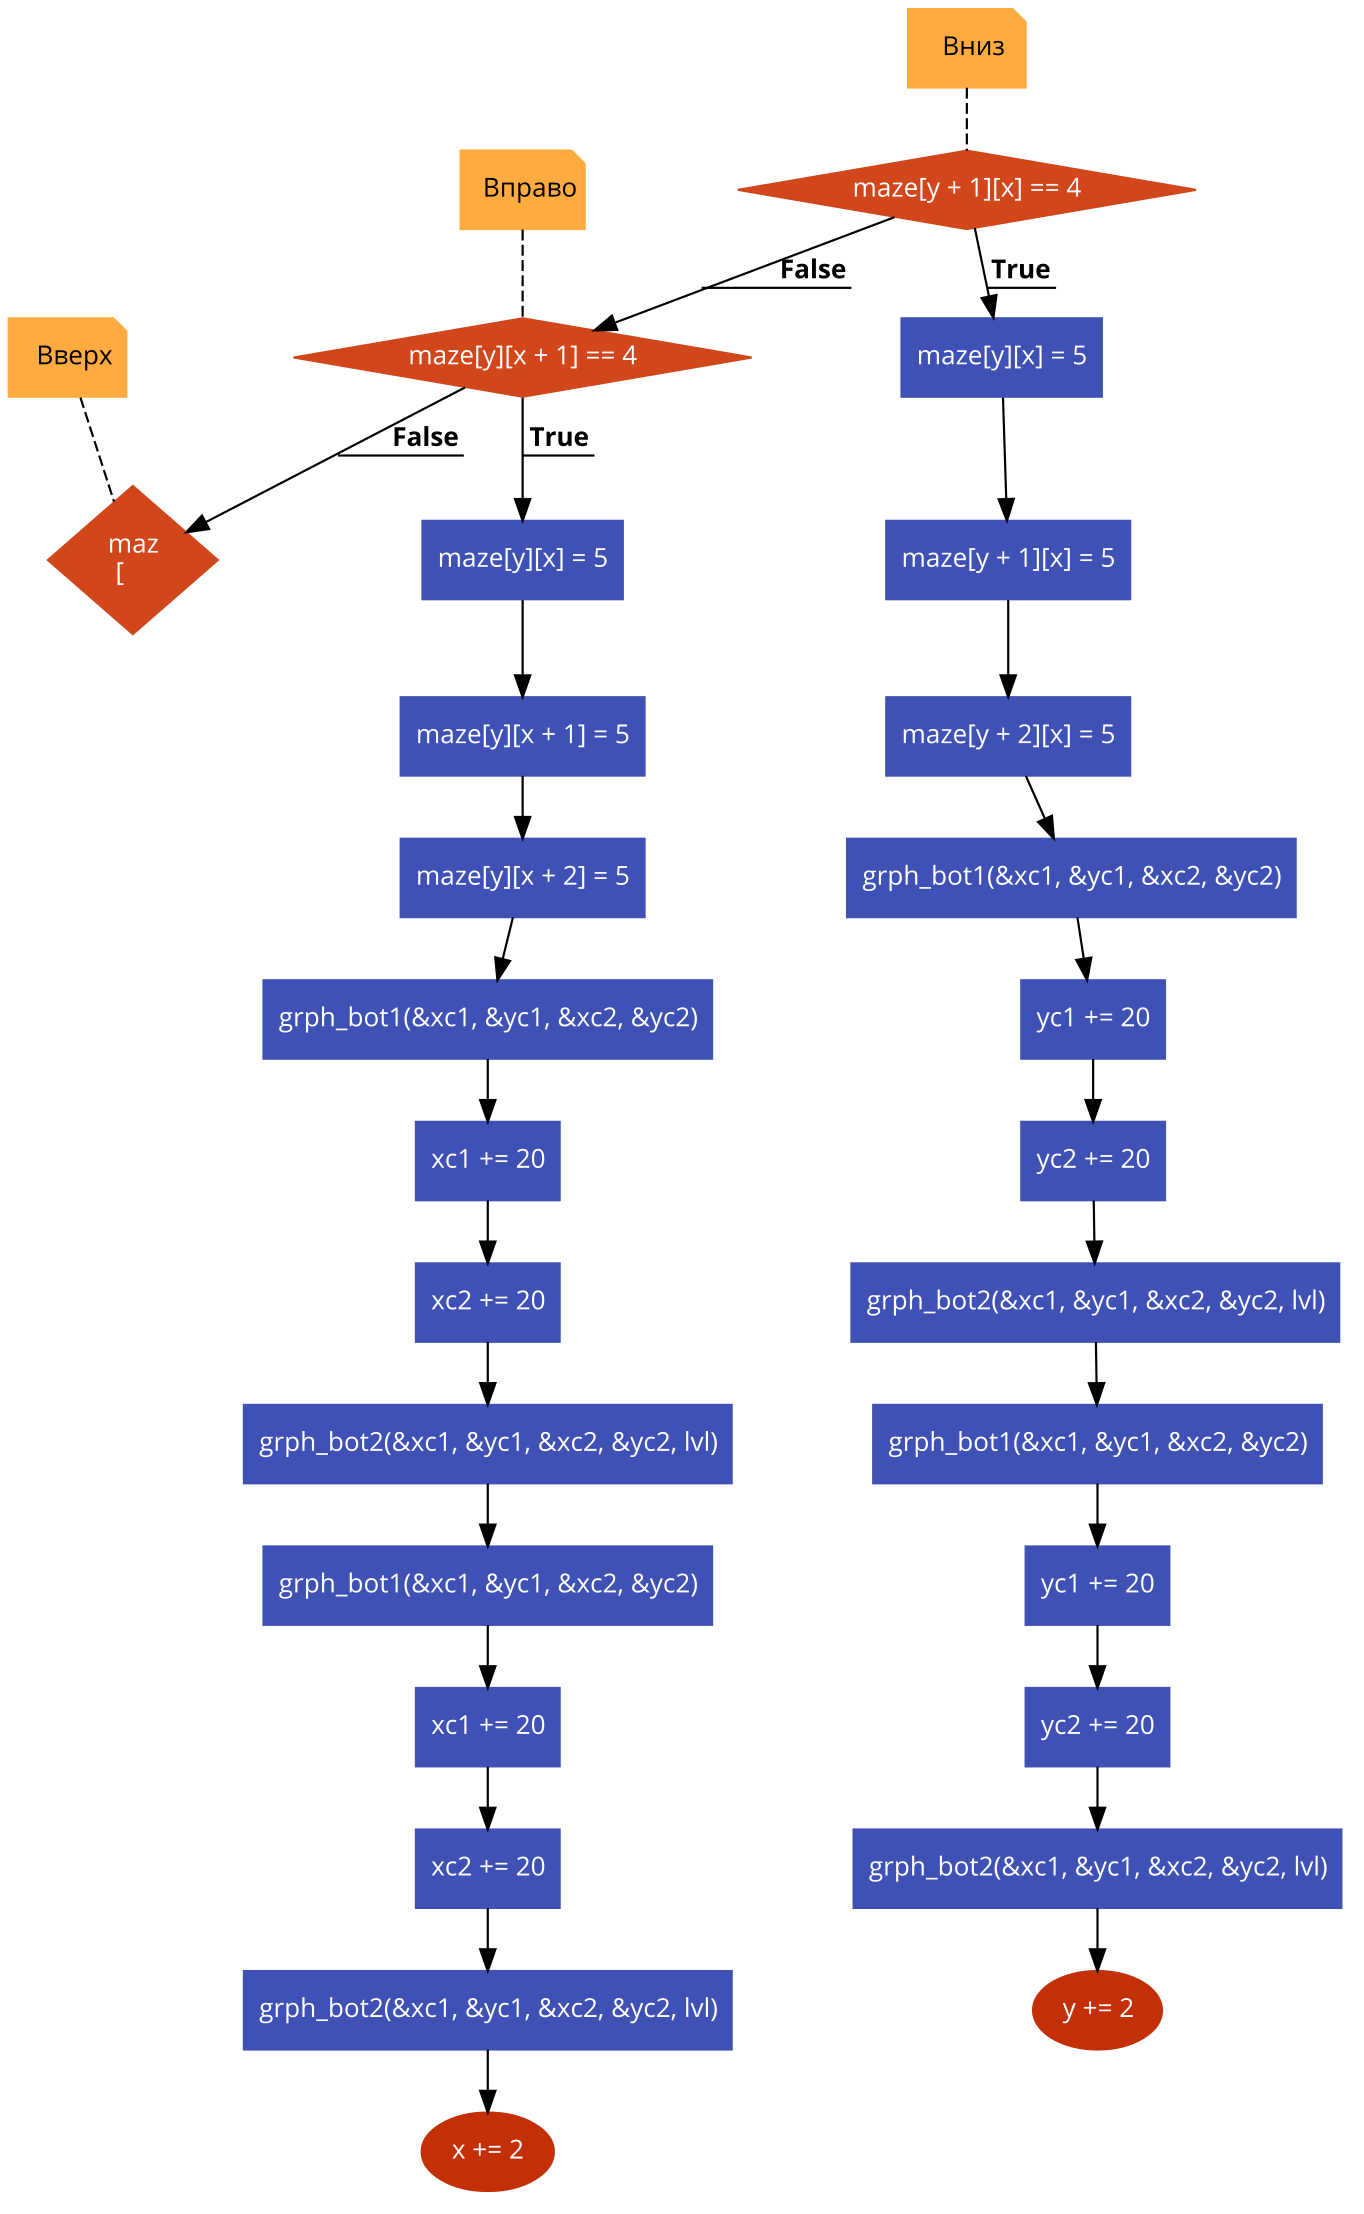 Вниз
maze[y + 1][x] == 4
Вправо
False
True
Вверх
maze[y][x + 1] == 4
maze[y][x] = 5
False
True
maz
[
maze[y][x] = 5
maze[y + 1][x] = 5
maze[y][x + 1] = 5
maze[y + 2][x] = 5
maze[y][x + 2] = 5
grph_bot1(&xc1, &yc1, &xc2, &yc2)
grph_bot1(&xc1, &yc1, &xc2, &yc2)
yc1 += 20
xc1 += 20
yc2 += 20
xc2 += 20
grph_bot2(&xc1, &yc1, &xc2, &yc2, lvl)
grph_bot2(&xc1, &yc1, &xc2, &yc2, lvl)
grph_bot1(&xc1, &yc1, &xc2, &yc2)
grph_bot1(&xc1, &yc1, &xc2, &yc2)
yc1 += 20
xc1 += 20
yc2 += 20
xc2 += 20
grph_bot2(&xc1, &yc1, &xc2, &yc2, lvl)
grph_bot2(&xc1, &yc1, &xc2, &yc2, lvl)
y += 2
x += 2